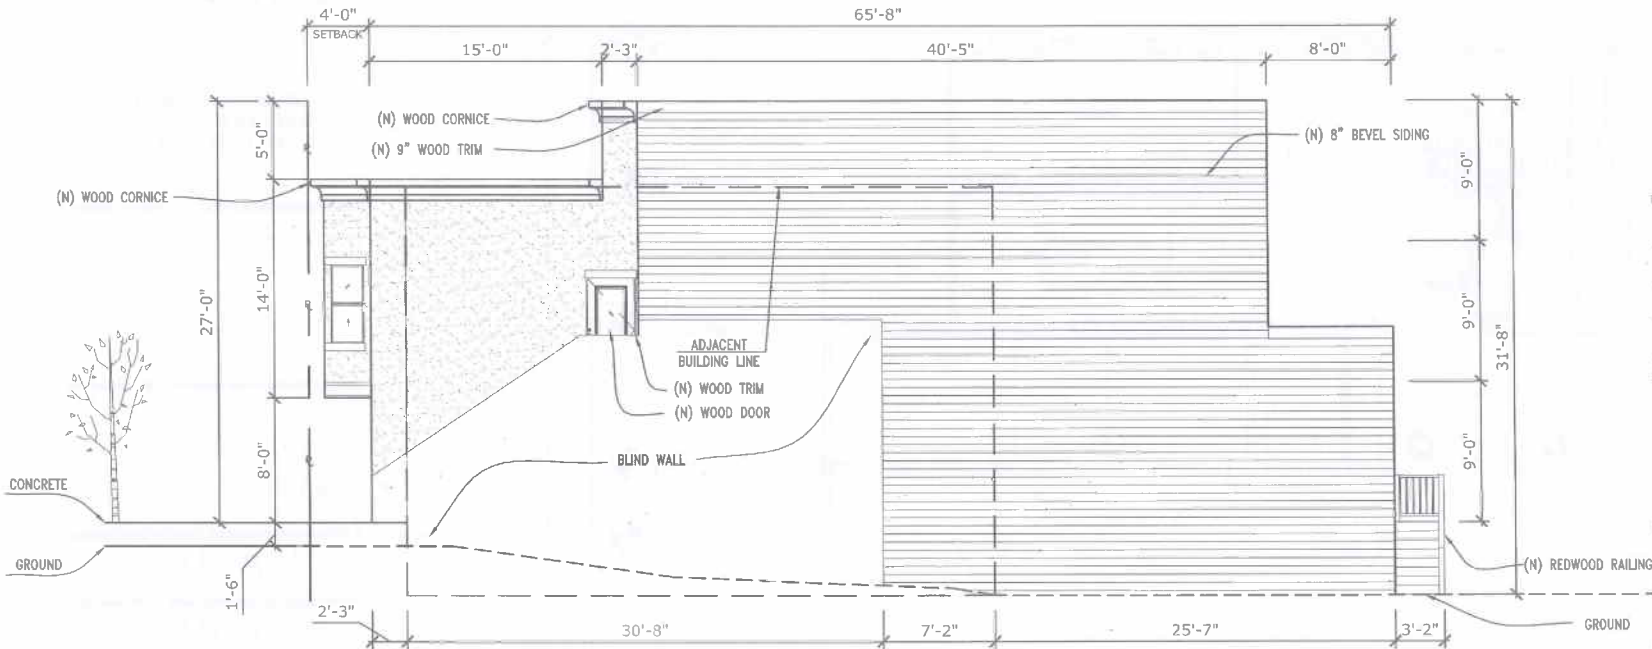 4'-0"
65'-8"
SETBACK
15'-0"
2'-3"
40'-5"
8'-0"
(N) WOOD CORNICE
(N) 9" WOOD TRIM
(N) 8" BEVEL SIDING
5'-0"
9'-0"
(N) WOOD CORNICE
27'-0"
14'-0"
9'-0"
31'-8"
ADJACENT
BUILDING LINE
(N) WOOD TRIM
(N) WOOD DOOR
BLIND WALL
8'-0"
9'-0"
CONCRETE
GROUND
1'-6"
(N) REDWOOD RAILING
2'-3"
30'-8"
7'-2"
25'-7"
3'-2"
GROUND